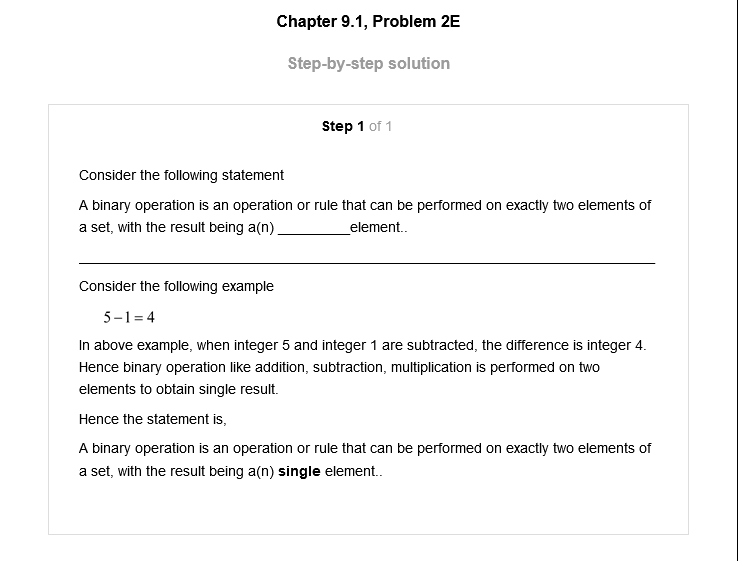 Chapter 9.1, Problem 2E
Step-by-step solution
Step 1 of 1
Consider the following statement
A binary operation is an operation or rule that can be performed on exactly two elements of
a set, with the result being a(n) __________element..
Consider the following example
5−1=4
In above example, when integer 5 and integer 1 are subtracted, the difference is integer 4.
Hence binary operation like addition, subtraction, multiplication is performed on two
elements to obtain single result.
Hence the statement is,
A binary operation is an operation or rule that can be performed on exactly two elements of
a set, with the result being a(n) single element..